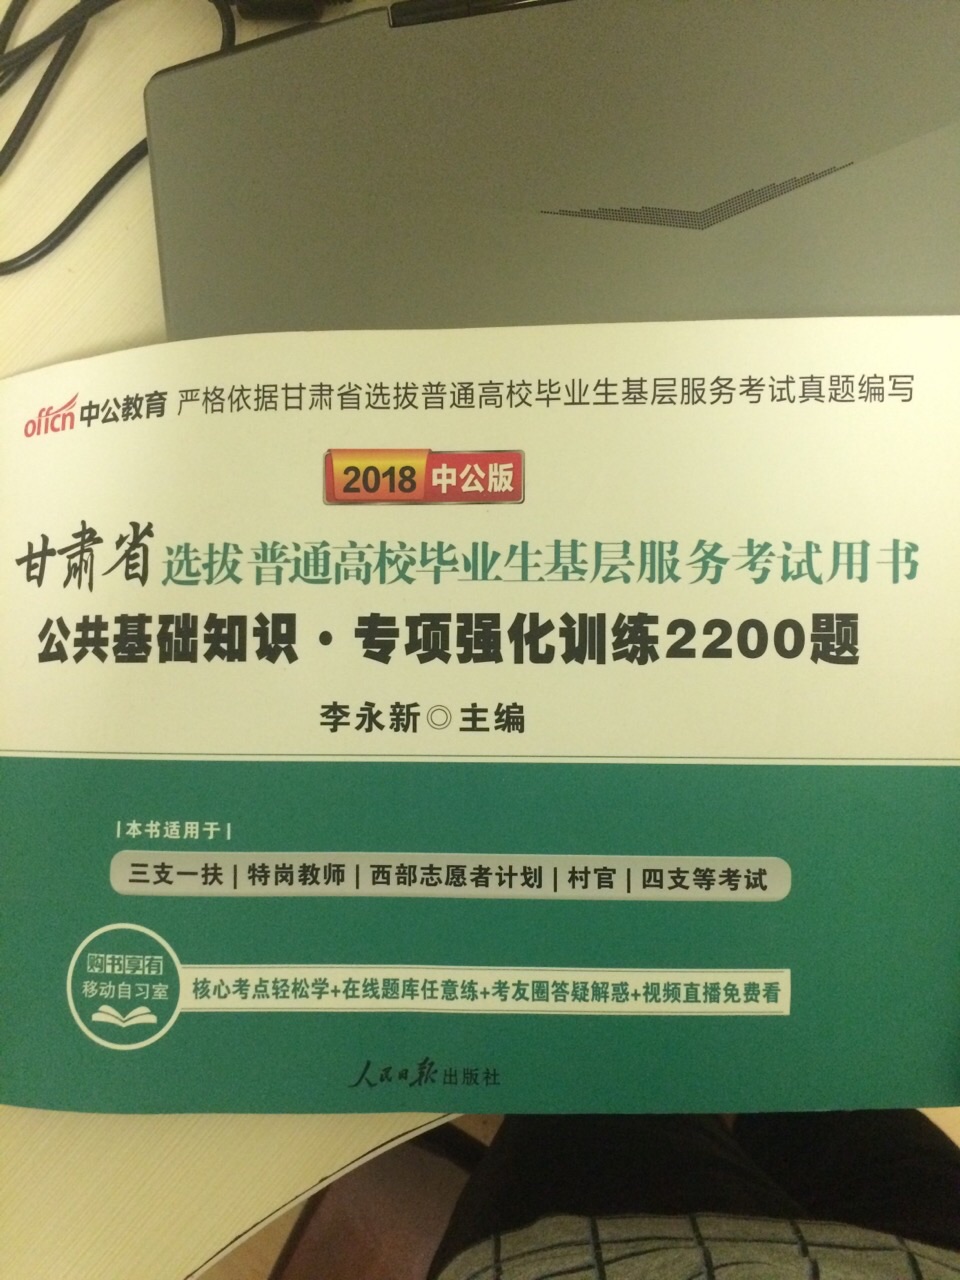 offcn中公教育 严格依据甘肃省选拔普通高校毕业生基层服务考试真题编写
2018 中公版
甘肃省选拔普通高校毕业生基层服务考试用书
公共基础知识·专项强化训练2200题
李永新◎主编
|本书适用于|
三支一扶|特岗教师|西部志愿者计划|村官|四支等考试
购书享有
移动自习室
核心考点轻松学+在线题库任意练+考友圈答疑解惑+视频直播免费看
人民日报出版社